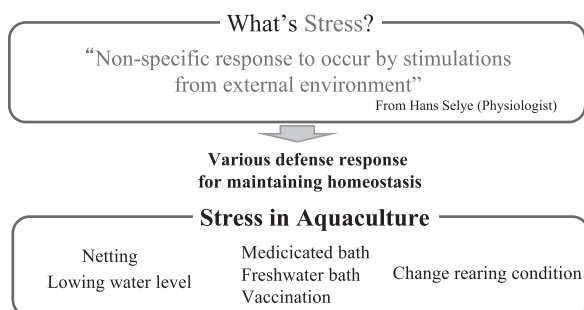 What's Stress?
“Non-specific response to occur by stimulations
from external environment”
From Hans Selye (Physiologist)
Various defense response
for maintaining homeostasis
Stress in Aquaculture
Netting
Lowing water level
Medicicated bath
Freshwater bath
Vaccination
Change rearing condition